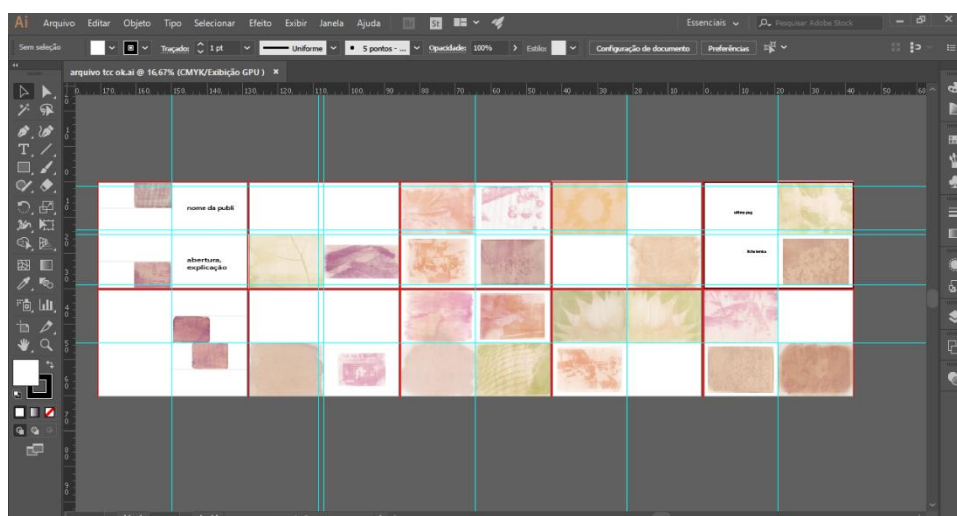 Ai Arquivo Editar Objeto Tipo Selecionar Efeito Exibir Janela Ajuda Br St Essenciais Pesquisar Adobe Stock
Sem seleção Traçado: 1 pt Uniforme 5 pontos - ... Opacidade: 100% Estilo: Configuração de documento Preferências
arquivo tcc ok.ai @ 16,67% (CMYK/Exibição GPU) ×
170 160 150 140 130 120 110 100 90 80 70 60 50 40 30 20 10 0 10 20 30 40 50 60
nome da publi
abertura,
explicação